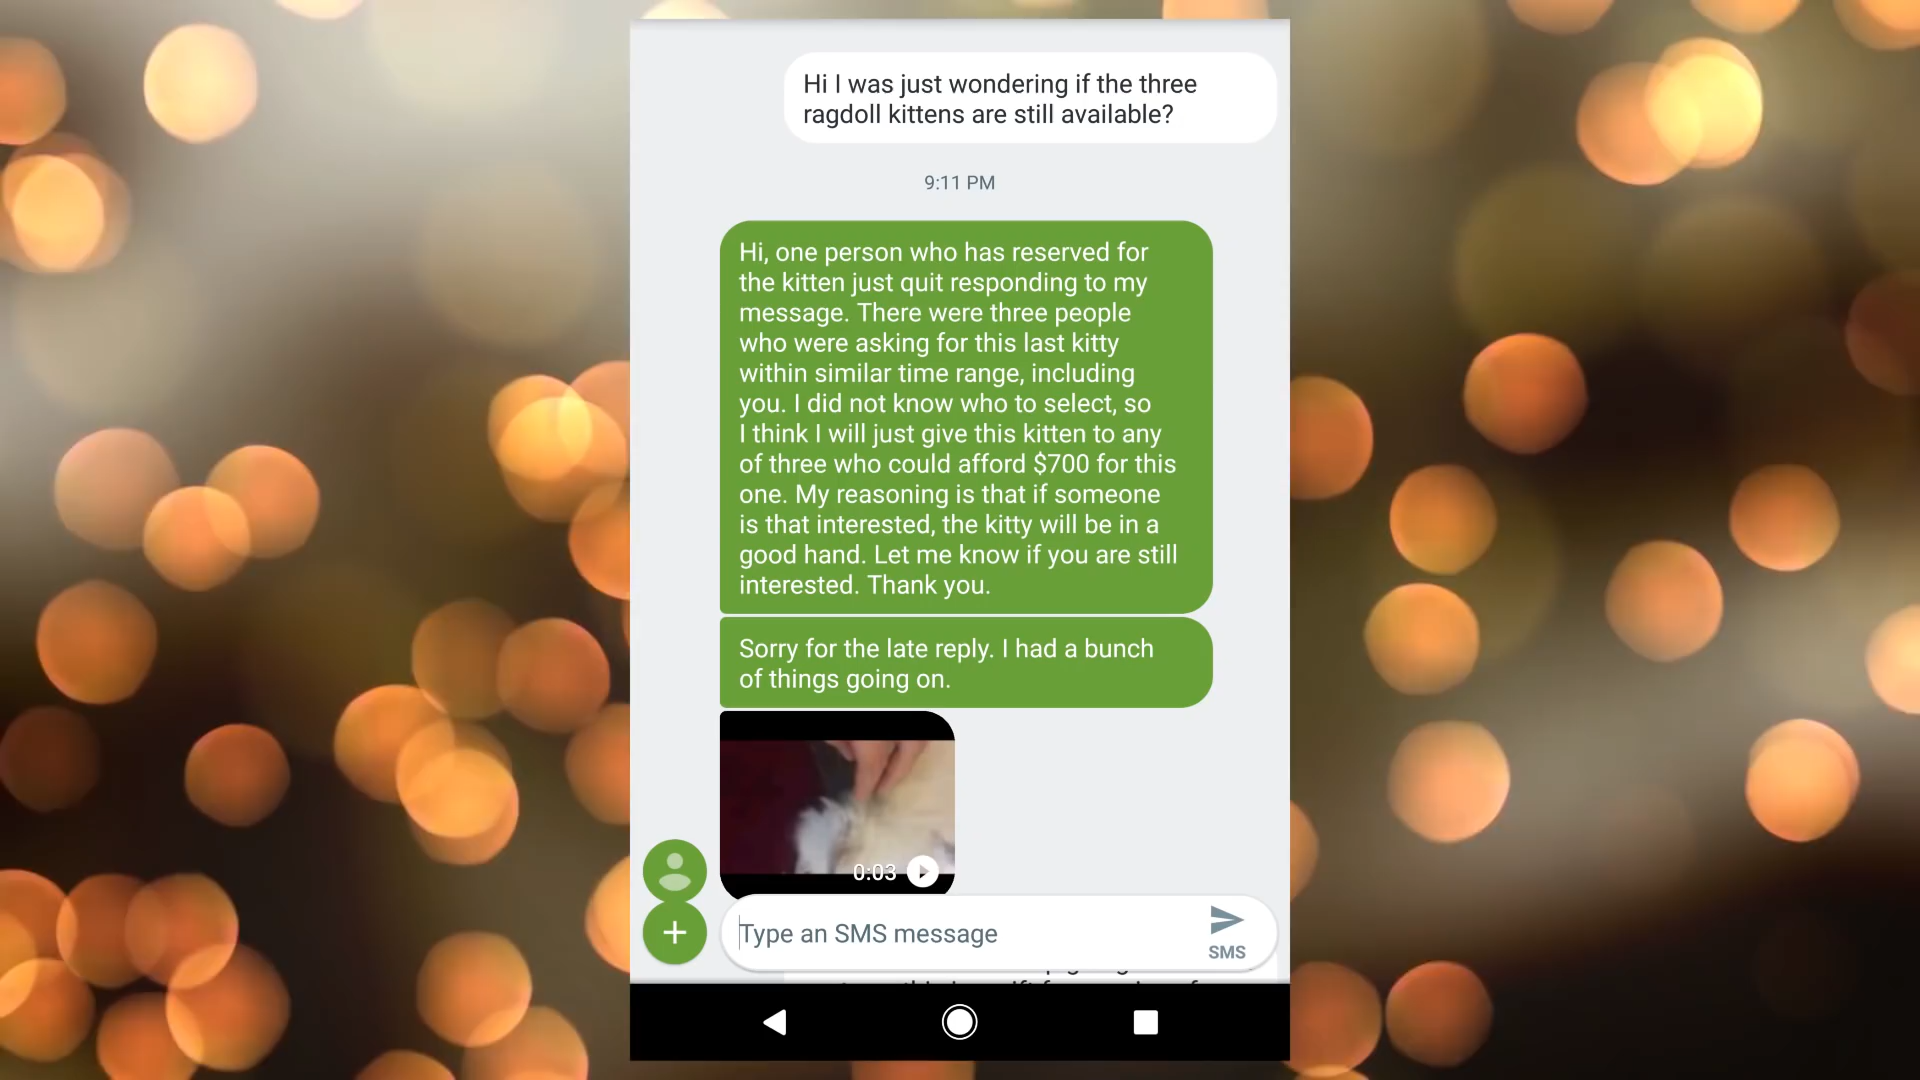 Hi I was just wondering if the three
ragdoll kittens are still available?
9:11 PM
Hi, one person who has reserved for
the kitten just quit responding to my
message. There were three people
who were asking for this last kitty
within similar time range, including
you. I did not know who to select, so
I think I will just give this kitten to any
of three who could afford $700 for this
one. My reasoning is that if someone
is that interested, the kitty will be in a
good hand. Let me know if you are still
interested. Thank you.
Sorry for the late reply. I had a bunch
of things going on.
0:03
Type an SMS message
SMS